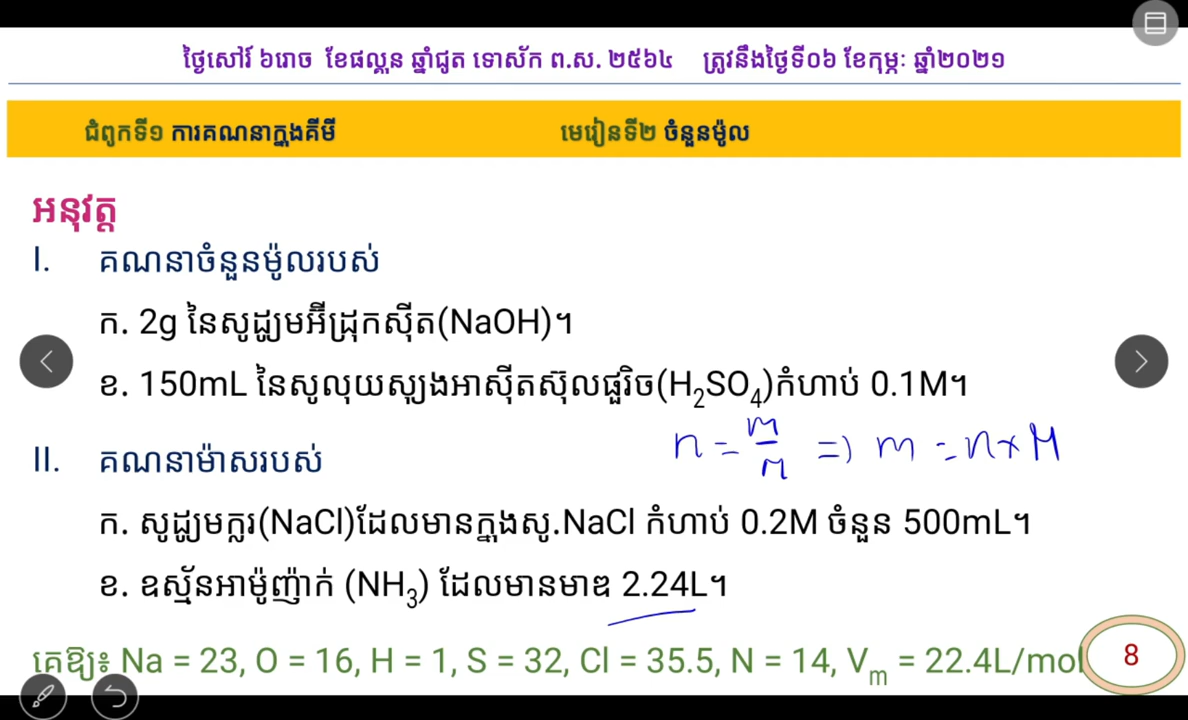 ថ្ងៃសៅរ៍ ៦រោច ខែផល្គុន ឆ្នាំជូត ទោស័ក ព.ស. ២៥៦៤ ត្រូវនឹងថ្ងៃទី០៦ ខែកុម្ភៈ ឆ្នាំ២០២១
ជំពូកទី១ ការគណនាក្នុងគីមី មេរៀនទី២ ចំនួនម៉ូល
អនុវត្ត
I. គណនាចំនួនម៉ូលរបស់
ក. 2g នៃសូដ្យូមអ៊ីដ្រុកស៊ីត(NaOH)។
ខ. 150mL នៃសូលុយស្យុងអាស៊ីតស៊ុលផួរិច(H₂SO₄)កំហាប់ 0.1M។
n = m/M => m = n × M
II. គណនាម៉ាសរបស់
ក. សូដ្យូមក្លរ(NaCl)ដែលមានក្នុងសូ.NaCl កំហាប់ 0.2M ចំនួន 500mL។
ខ. ឧស្ម័នអាម៉ូញ៉ាក់ (NH₃) ដែលមានមាឌ 2.24L។
គេឱ្យ៖ Na = 23, O = 16, H = 1, S = 32, Cl = 35.5, N = 14, Vₘ = 22.4L/mol
8